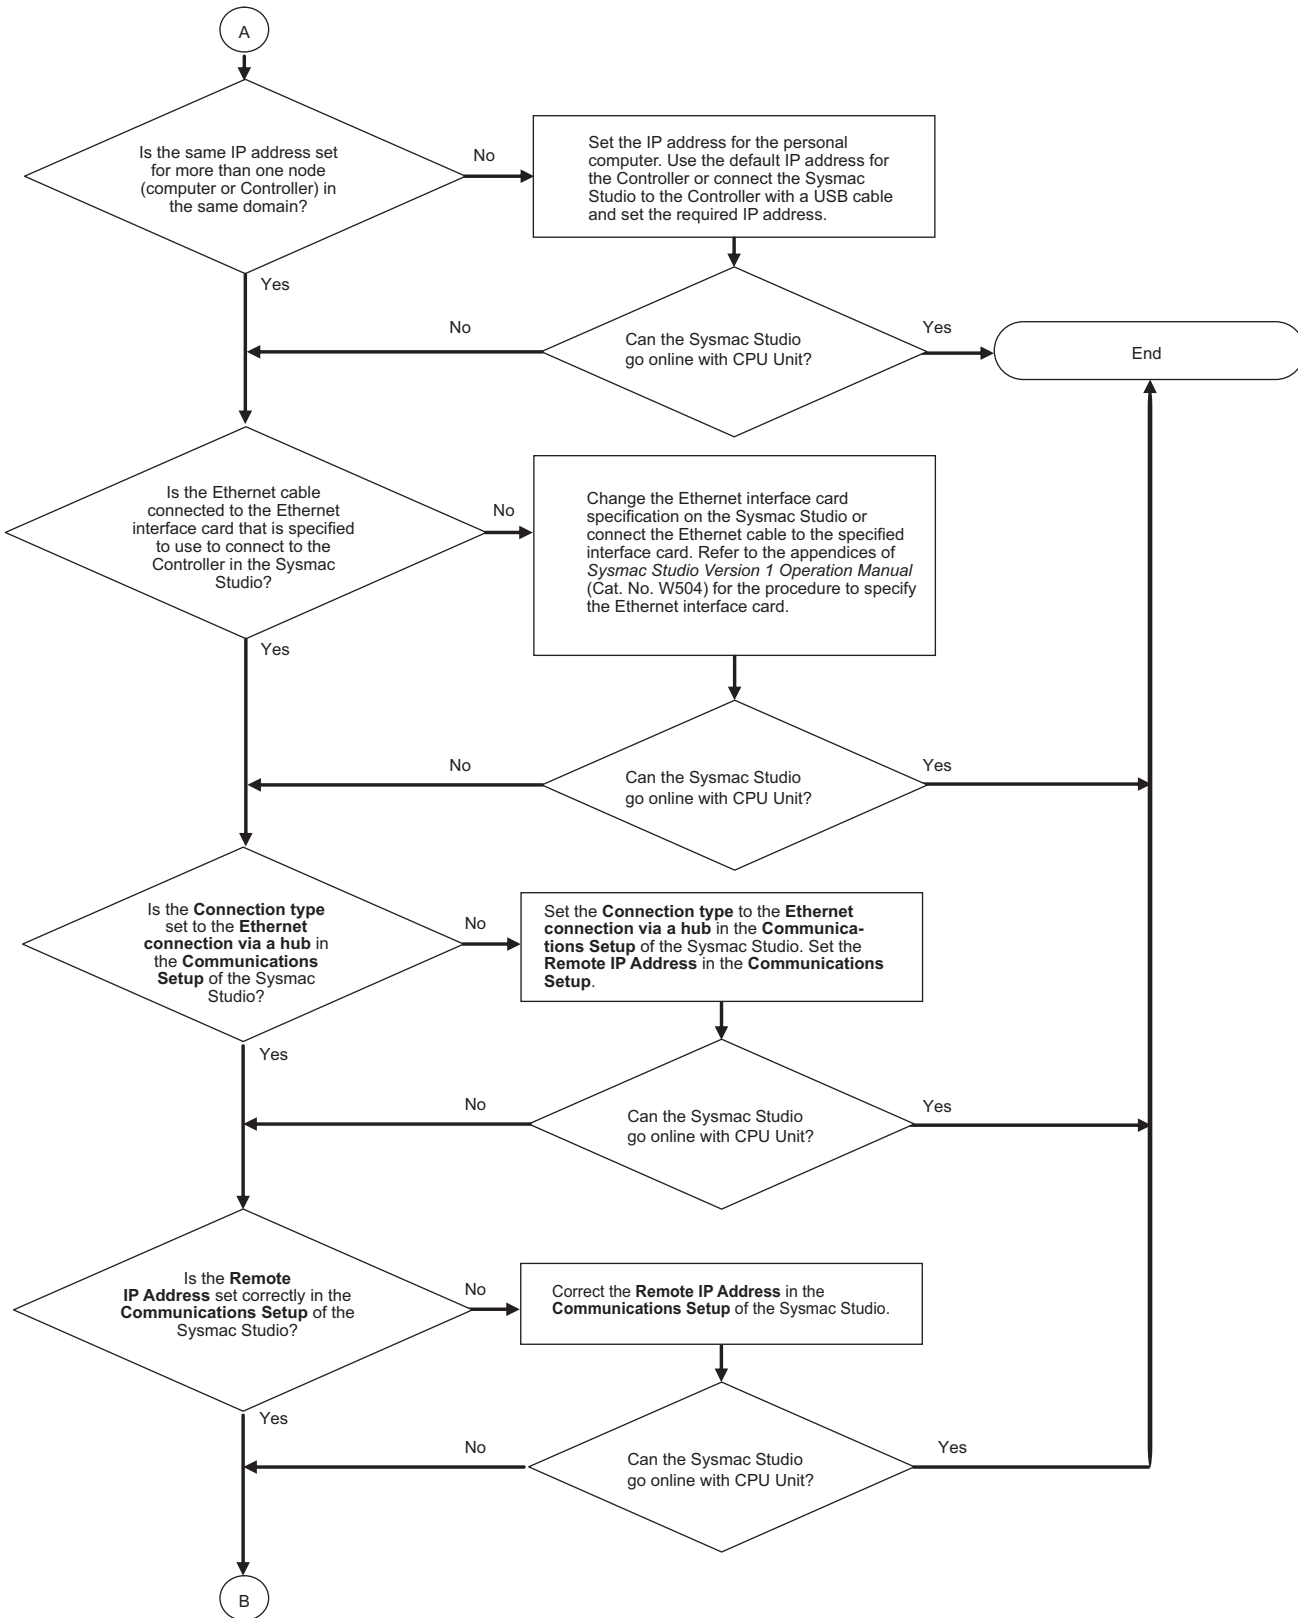 A
Is the same IP address set
for more than one node
(computer or Controller) in
the same domain?
No
Set the IP address for the personal
computer. Use the default IP address for
the Controller or connect the Sysmac
Studio to the Controller with a USB cable
and set the required IP address.
Yes
No
Can the Sysmac Studio
go online with CPU Unit?
Yes
End
Is the Ethernet cable
connected to the Ethernet
interface card that is specified
to use to connect to the
Controller in the Sysmac
Studio?
No
Change the Ethernet interface card
specification on the Sysmac Studio or
connect the Ethernet cable to the specified
interface card. Refer to the appendices of
Sysmac Studio Version 1 Operation Manual
(Cat. No. W504) for the procedure to specify
the Ethernet interface card.
Yes
No
Can the Sysmac Studio
go online with CPU Unit?
Yes
Is the Connection type
set to the Ethernet
connection via a hub in
the Communications
Setup of the Sysmac
Studio?
No
Set the Connection type to the Ethernet
connection via a hub in the Communica-
tions Setup of the Sysmac Studio. Set the
Remote IP Address in the Communications
Setup.
Yes
No
Can the Sysmac Studio
go online with CPU Unit?
Yes
Is the Remote
IP Address set correctly in the
Communications Setup of the
Sysmac Studio?
No
Correct the Remote IP Address in the
Communications Setup of the Sysmac Studio.
Yes
No
Can the Sysmac Studio
go online with CPU Unit?
Yes
B